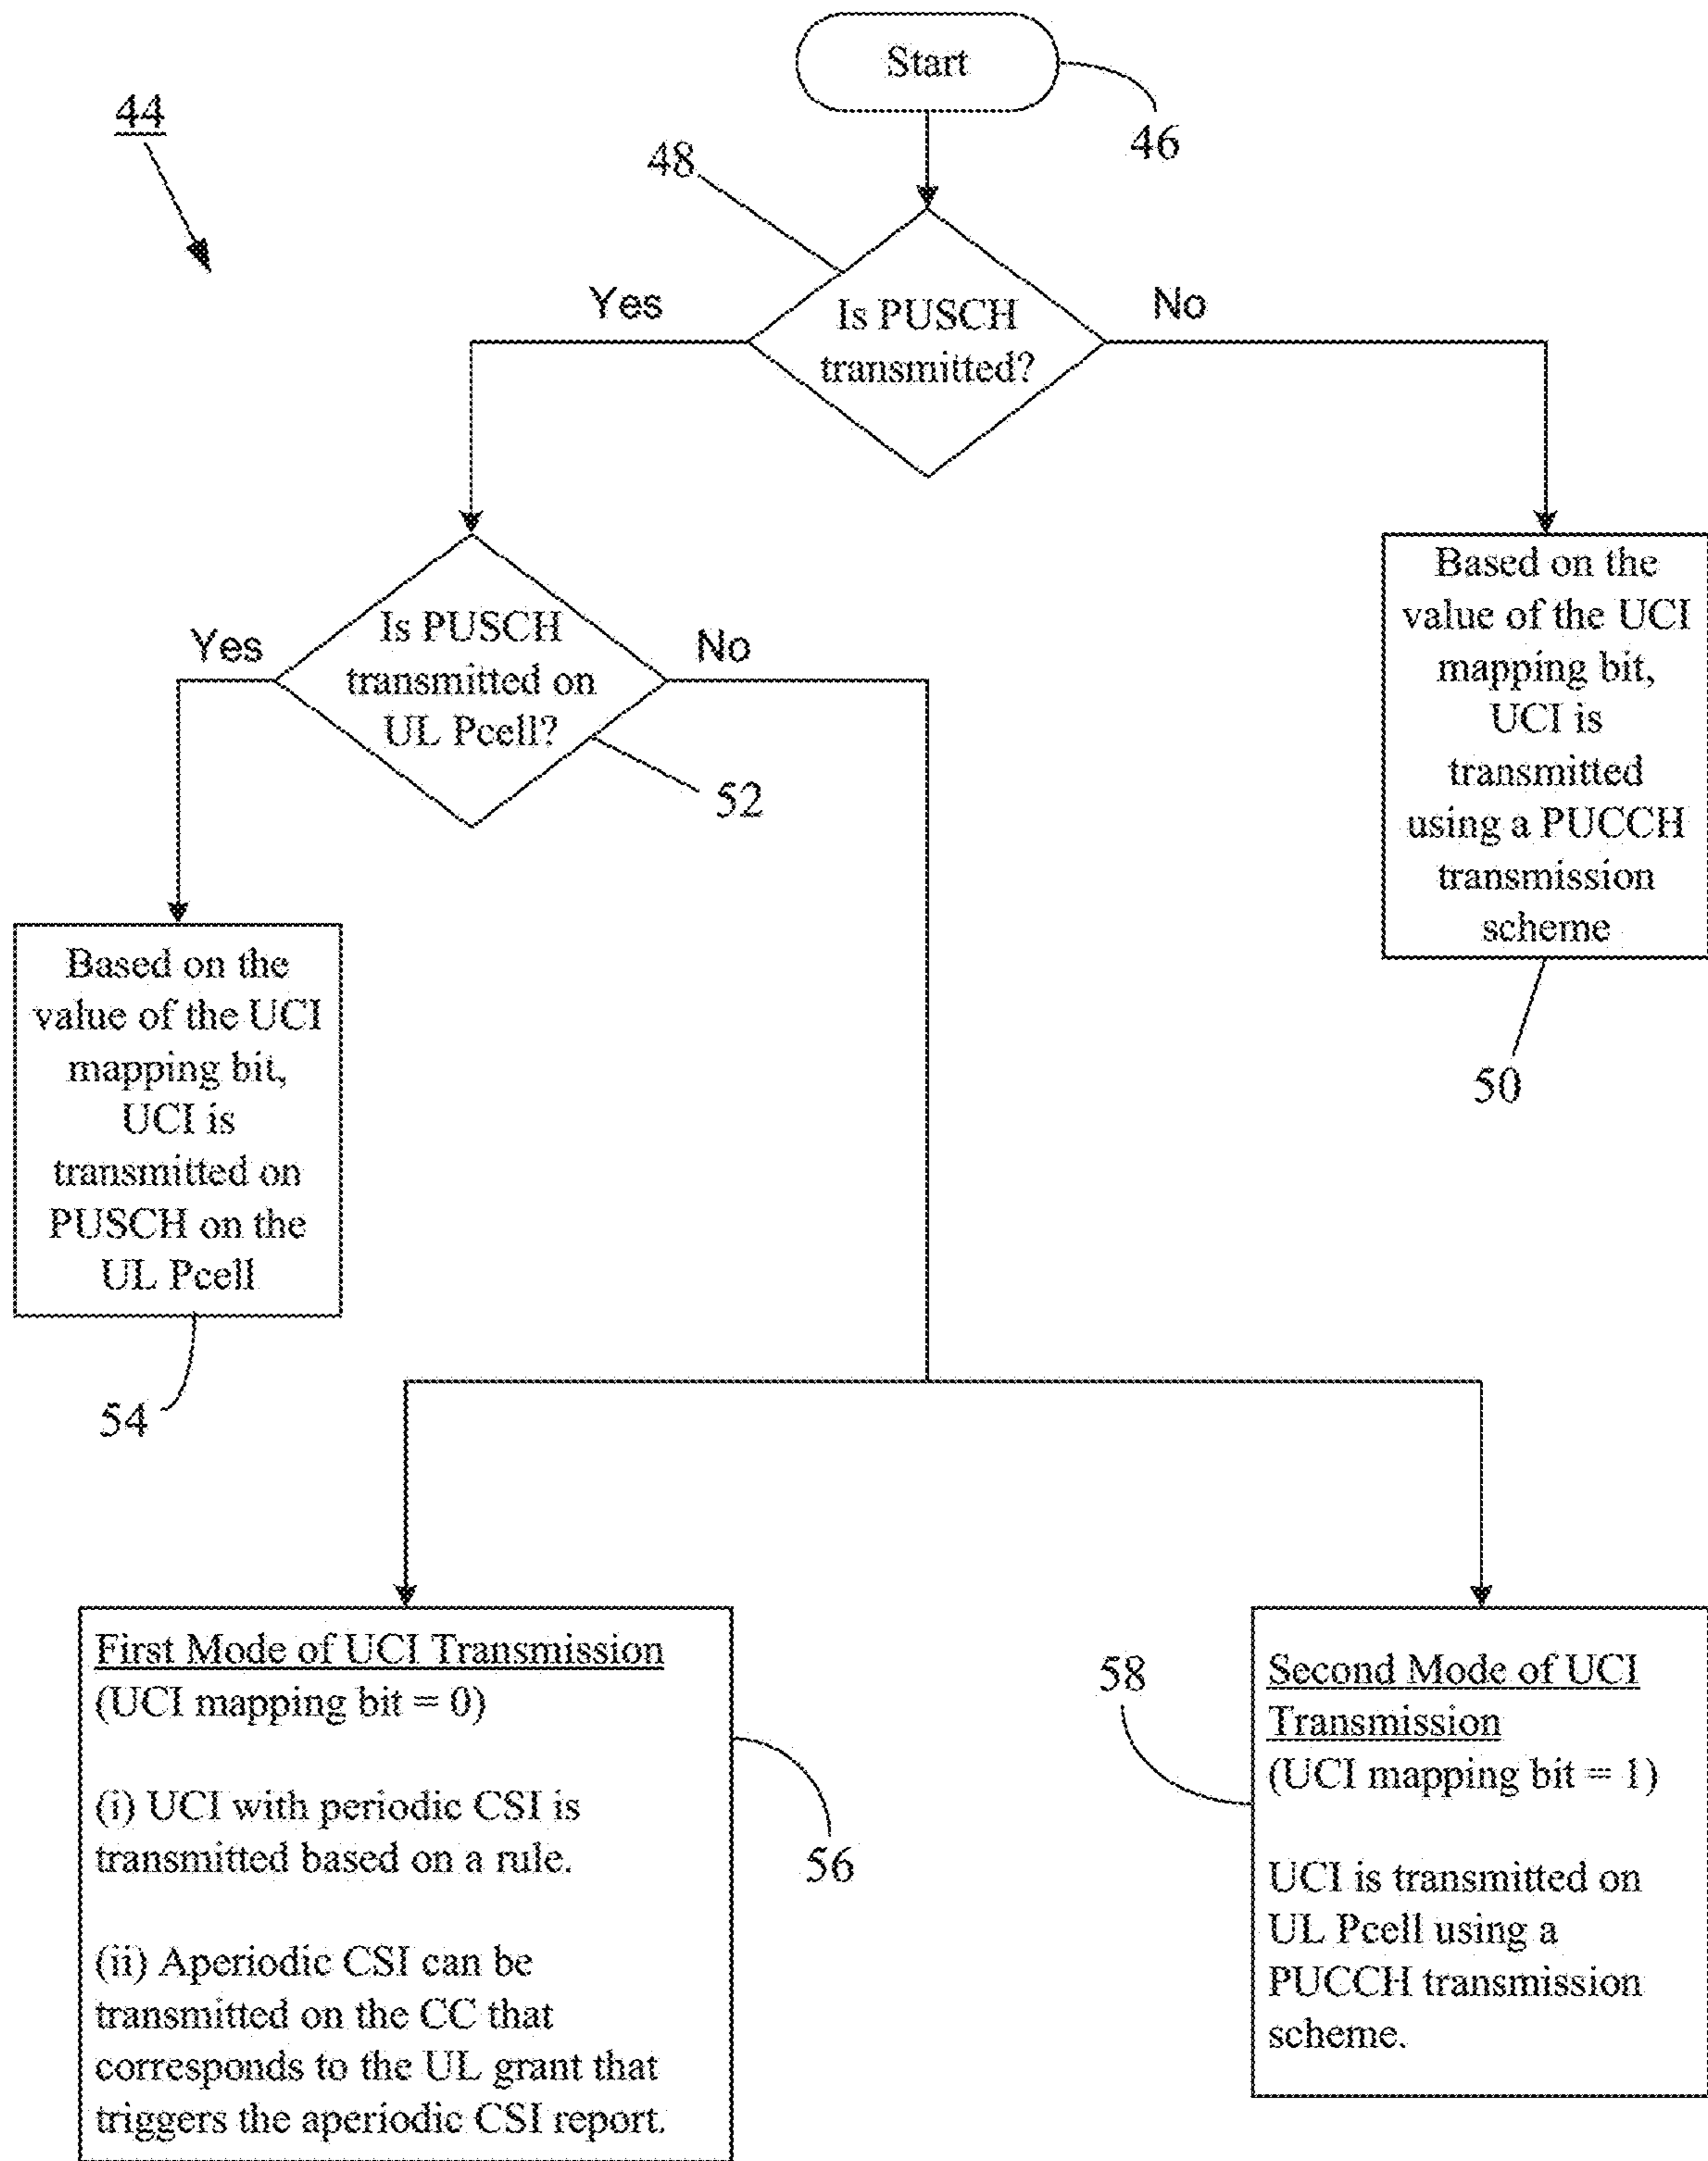 Start
46
44
48
Is PUSCH
transmitted?
Yes
No
Is PUSCH
transmitted on
UL Pcell?
Yes
No
52
Based on the
value of the UCI
mapping bit,
UCI is
transmitted
using a PUCCH
transmission
scheme
50
Based on the
value of the UCI
mapping bit,
UCI is
transmitted on
PUSCH on the
UL Pcell
54
First Mode of UCI Transmission
(UCI mapping bit = 0)
(i) UCI with periodic CSI is
transmitted based on a rule.
(ii) Aperiodic CSI can be
transmitted on the CC that
corresponds to the UL grant that
triggers the aperiodic CSI report.
56
58
Second Mode of UCI
Transmission
(UCI mapping bit = 1)
UCI is transmitted on
UL Pcell using a
PUCCH transmission
scheme.